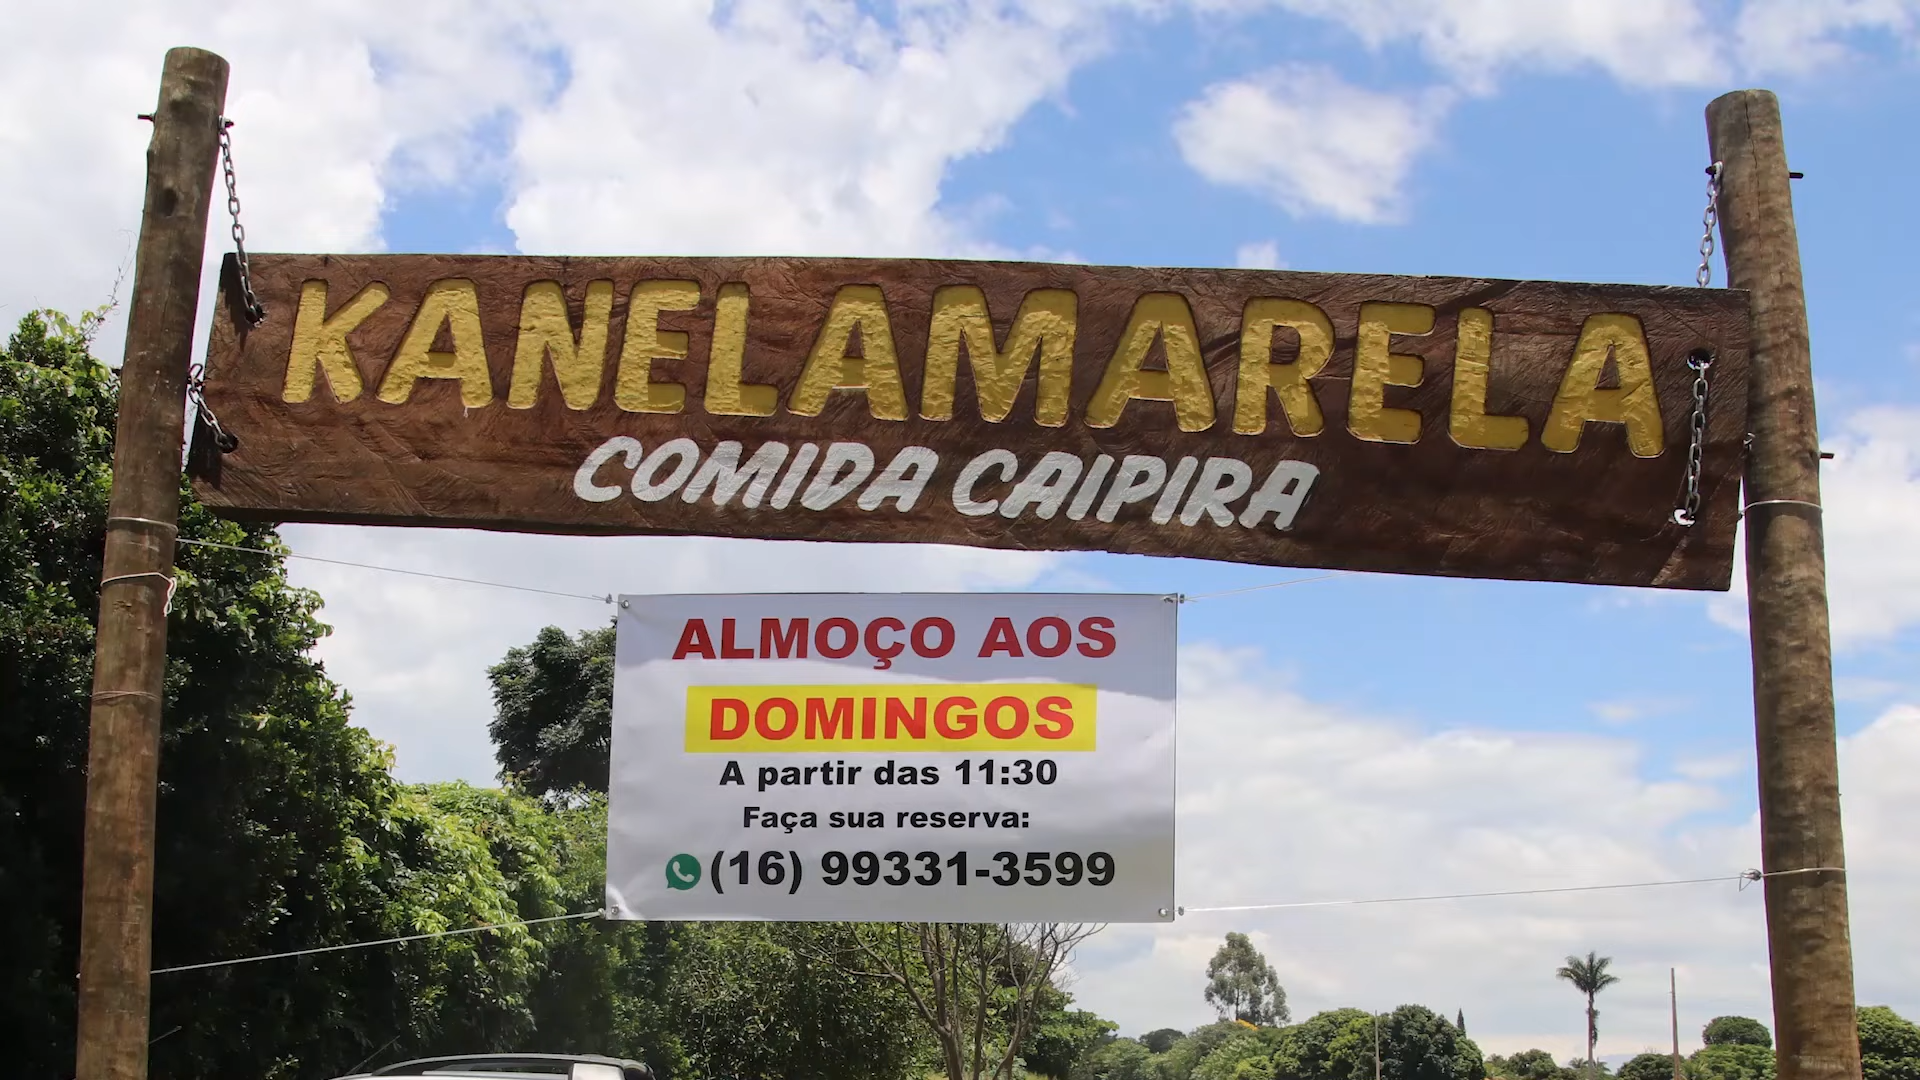 KANELAMARELA
COMIDA CAIPIRA
ALMOÇO AOS
DOMINGOS
A partir das 11:30
Faça sua reserva:
(16) 99331-3599